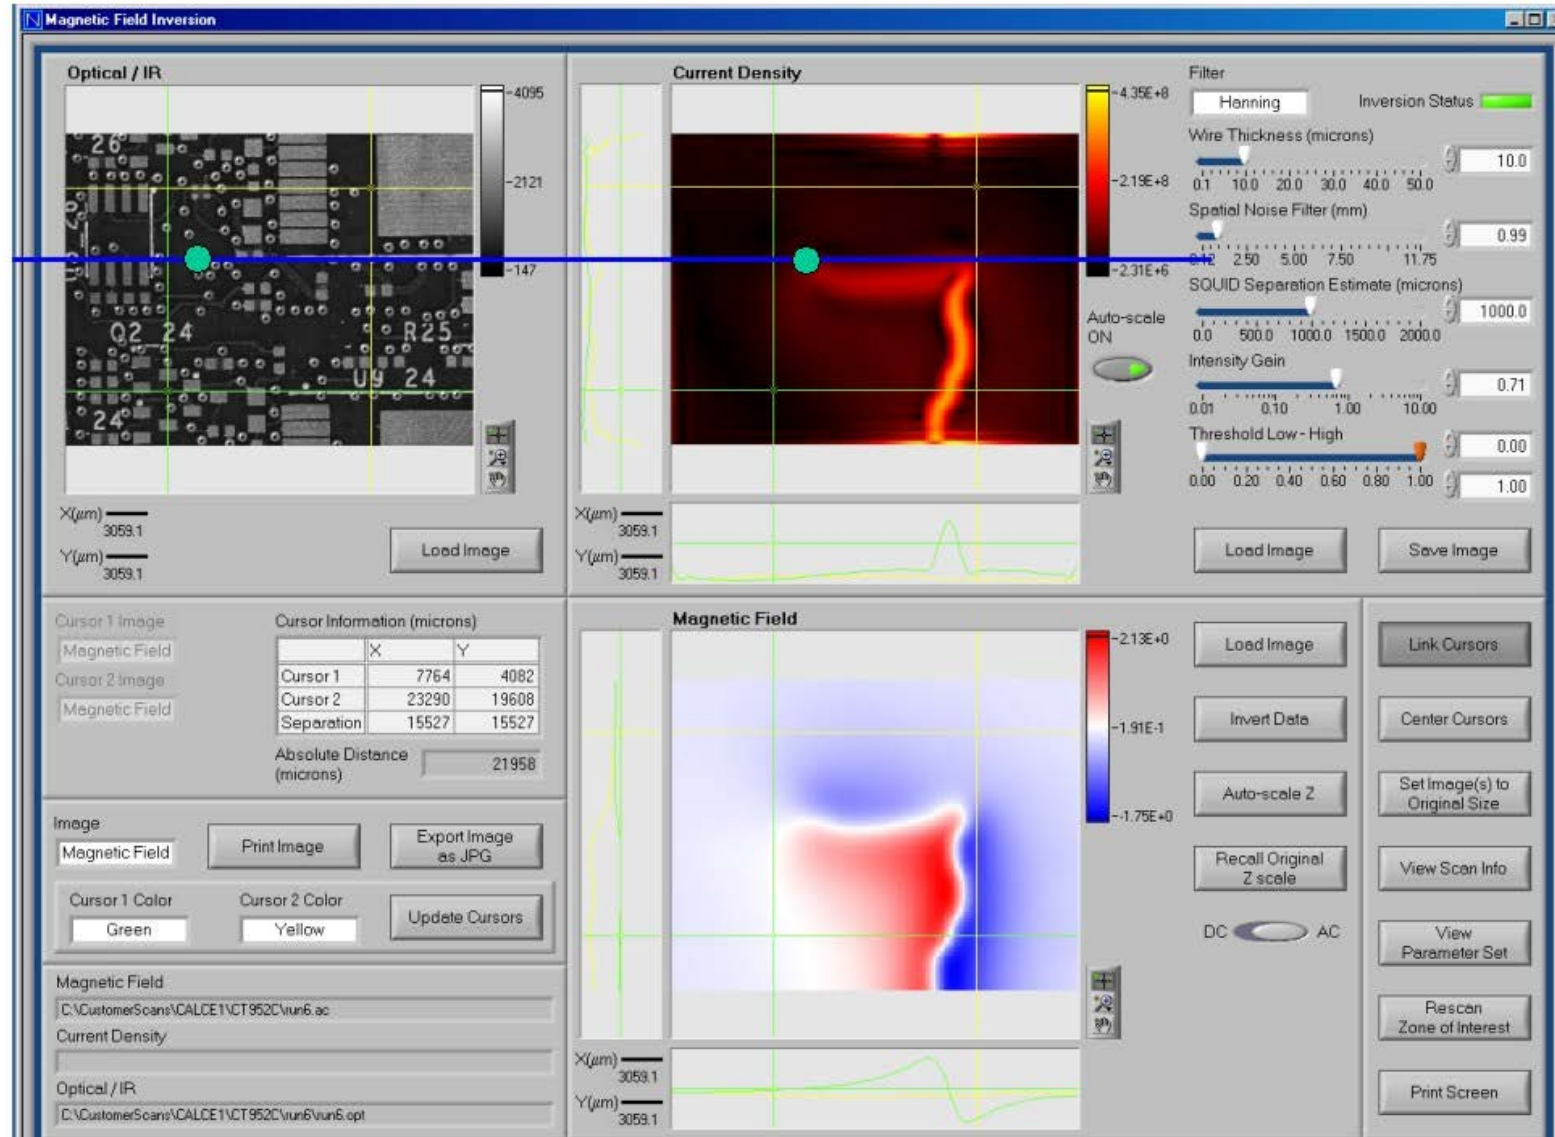 Magnetic Field Inversion
Optical / IR
26
Q2 24
R25
U9 24
24
4095
2121
147
X(μm)
3059.1
Y(μm)
3059.1
Load Image
Current Density
4.35E+8
2.19E+8
2.31E+6
Auto-scale
ON
X(μm)
3059.1
Y(μm)
3059.1
Filter
Hanning
Inversion Status
Wire Thickness (microns)
10.0
0.1 10.0 20.0 30.0 40.0 50.0
Spatial Noise Filter (mm)
0.99
0.12 2.50 5.00 7.50 11.75
SQUID Separation Estimate (microns)
1000.0
0.0 500.0 1000.0 1500.0 2000.0
Intensity Gain
0.71
0.01 0.10 1.00 10.00
Threshold Low - High
0.00
0.00 0.20 0.40 0.60 0.80 1.00
1.00
Load Image
Save Image
Cursor 1 Image
Magnetic Field
Cursor 2 Image
Magnetic Field
Cursor Information (microns)
X Y
Cursor 1 7764 4082
Cursor 2 23290 19608
Separation 15527 15527
Absolute Distance
(microns)
21958
Image
Magnetic Field
Print Image
Export Image
as JPG
Cursor 1 Color
Green
Cursor 2 Color
Yellow
Update Cursors
Magnetic Field
C:\CustomerScans\CALCE1\CT952C\run6.ac
Current Density
Optical / IR
C:\CustomerScans\CALCE1\CT952C\run6\run6.opt
Magnetic Field
2.13E+0
1.91E-1
-1.75E+0
X(μm)
3059.1
Y(μm)
3059.1
Load Image
Invert Data
Auto-scale Z
Recall Original
Z scale
DC AC
Link Cursors
Center Cursors
Set Image(s) to
Original Size
View Scan Info
View
Parameter Set
Rescan
Zone of Interest
Print Screen